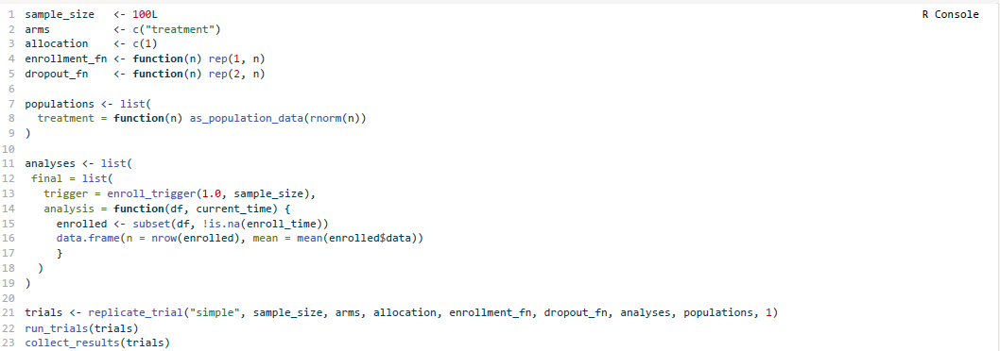 1 sample_size   <- 100L
R Console
2 arms          <- c("treatment")
3 allocation    <- c(1)
4 enrollment_fn <- function(n) rep(1, n)
5 dropout_fn    <- function(n) rep(2, n)
6
7 populations <- list(
8   treatment = function(n) as_population_data(rnorm(n))
9 )
10
11 analyses <- list(
12  final = list(
13    trigger = enroll_trigger(1.0, sample_size),
14    analysis = function(df, current_time) {
15      enrolled <- subset(df, !is.na(enroll_time))
16      data.frame(n = nrow(enrolled), mean = mean(enrolled$data))
17      }
18   )
19 )
20
21 trials <- replicate_trial("simple", sample_size, arms, allocation, enrollment_fn, dropout_fn, analyses, populations, 1)
22 run_trials(trials)
23 collect_results(trials)